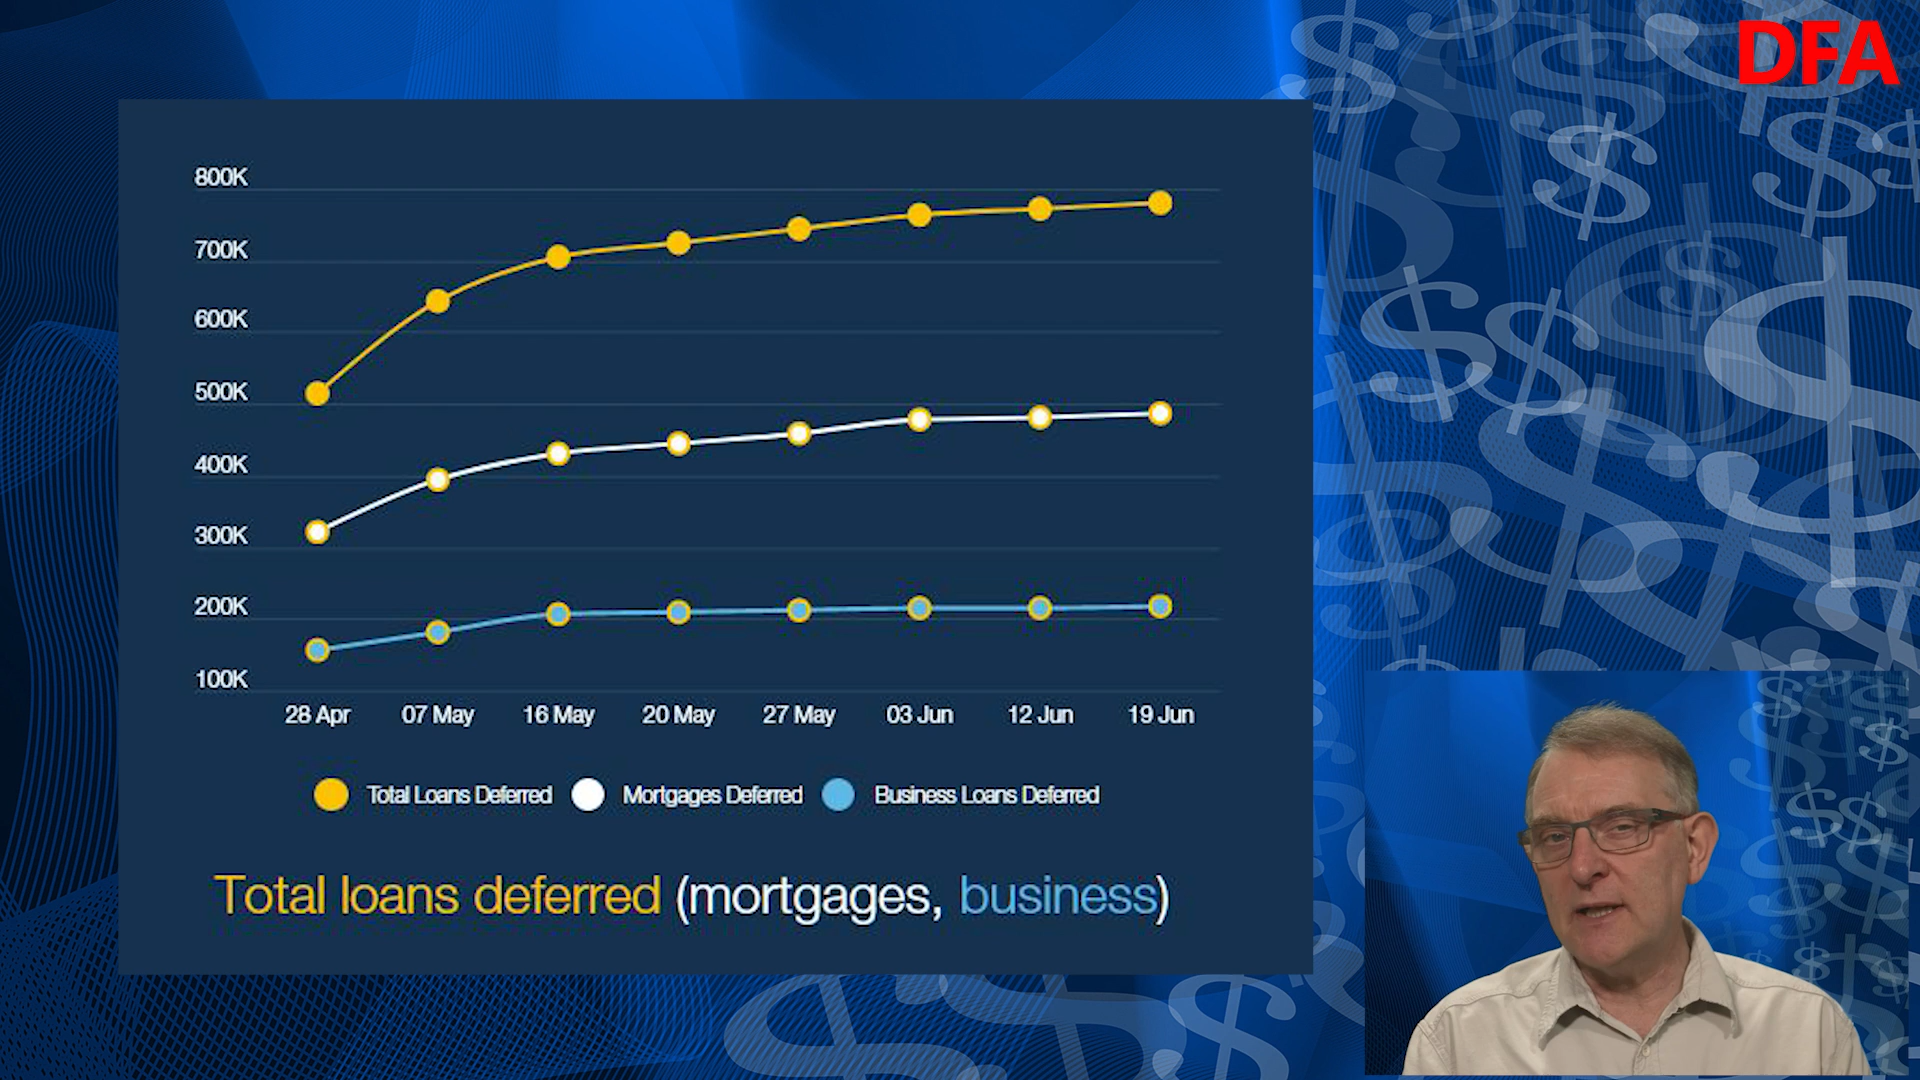 DFA
800K
700K
600K
500K
400K
300K
200K
100K
28 Apr 07 May 16 May 20 May 27 May 03 Jun 12 Jun 19 Jun
Total Loans Deferred Mortgages Deferred Business Loans Deferred
Total loans deferred (mortgages, business)